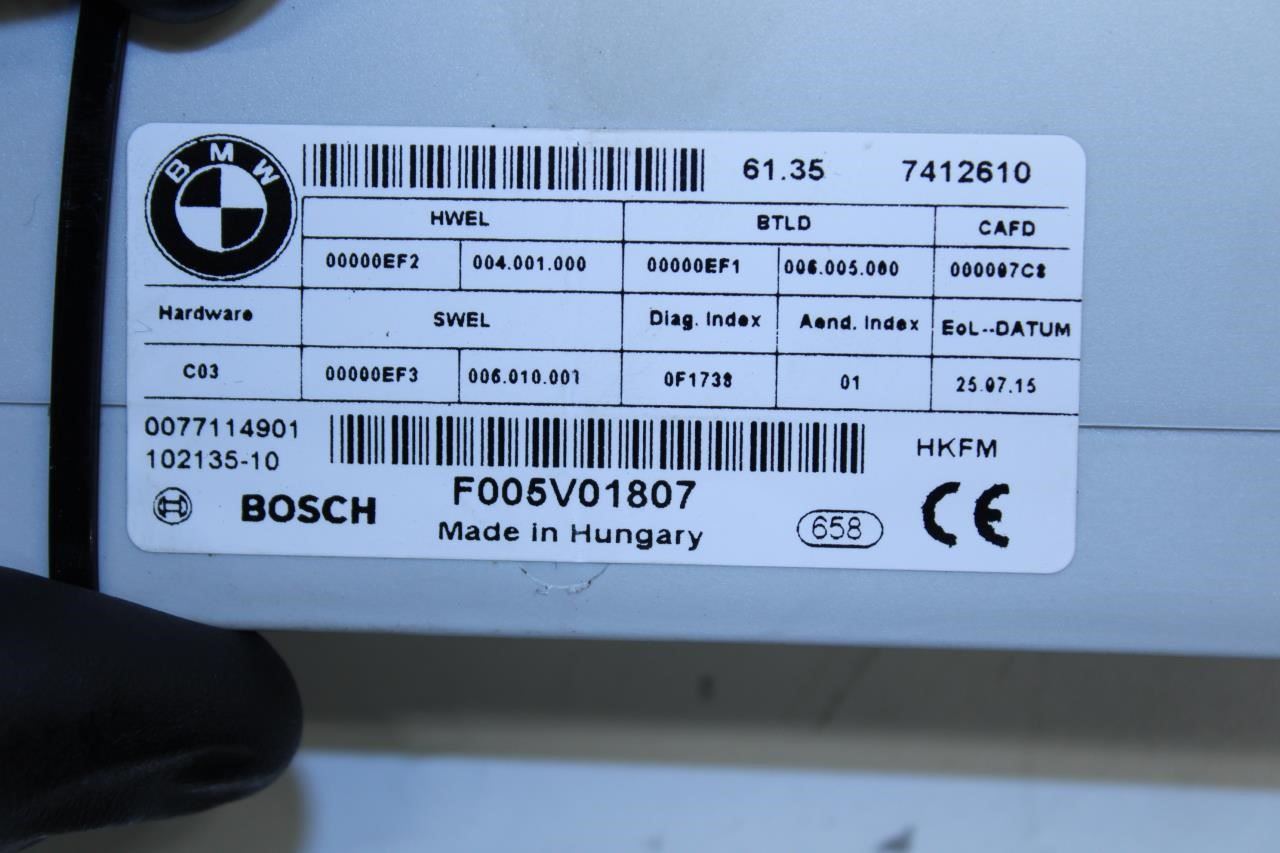 BMW
61.35 7412610
HWEL BTLD CAFD
00000EF2 004.001.000 00000EF1 006.005.000 000007C8
Hardware SWEL Diag. Index Aend. Index EoL--DATUM
C03 00000EF3 006.010.001 0F1738 01 25.07.15
0077114901 HKFM
102135-10
BOSCH F005V01807
Made in Hungary 658 CE